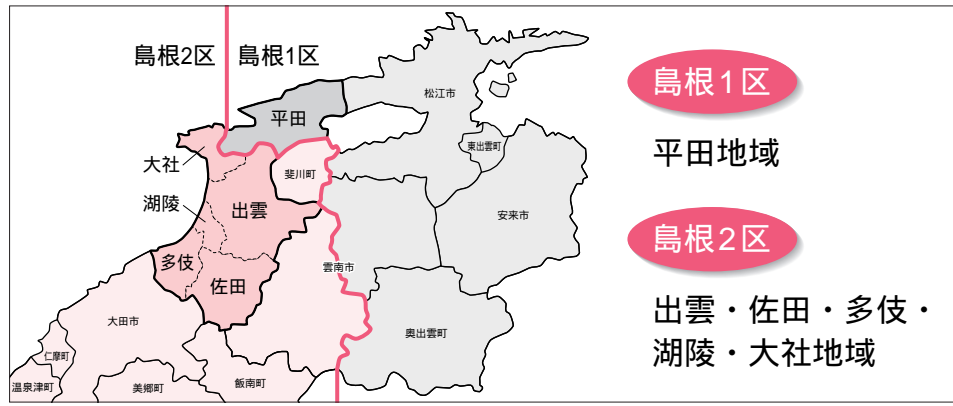 島根2区 島根1区
平田
松江市
東出雲町
大社
斐川町
湖陵
出雲
安来市
多伎
佐田
雲南市
大田市
奥出雲町
仁摩町
温泉津町
美郷町
飯南町
島根1区
平田地域
島根2区
出雲・佐田・多伎・
湖陵・大社地域